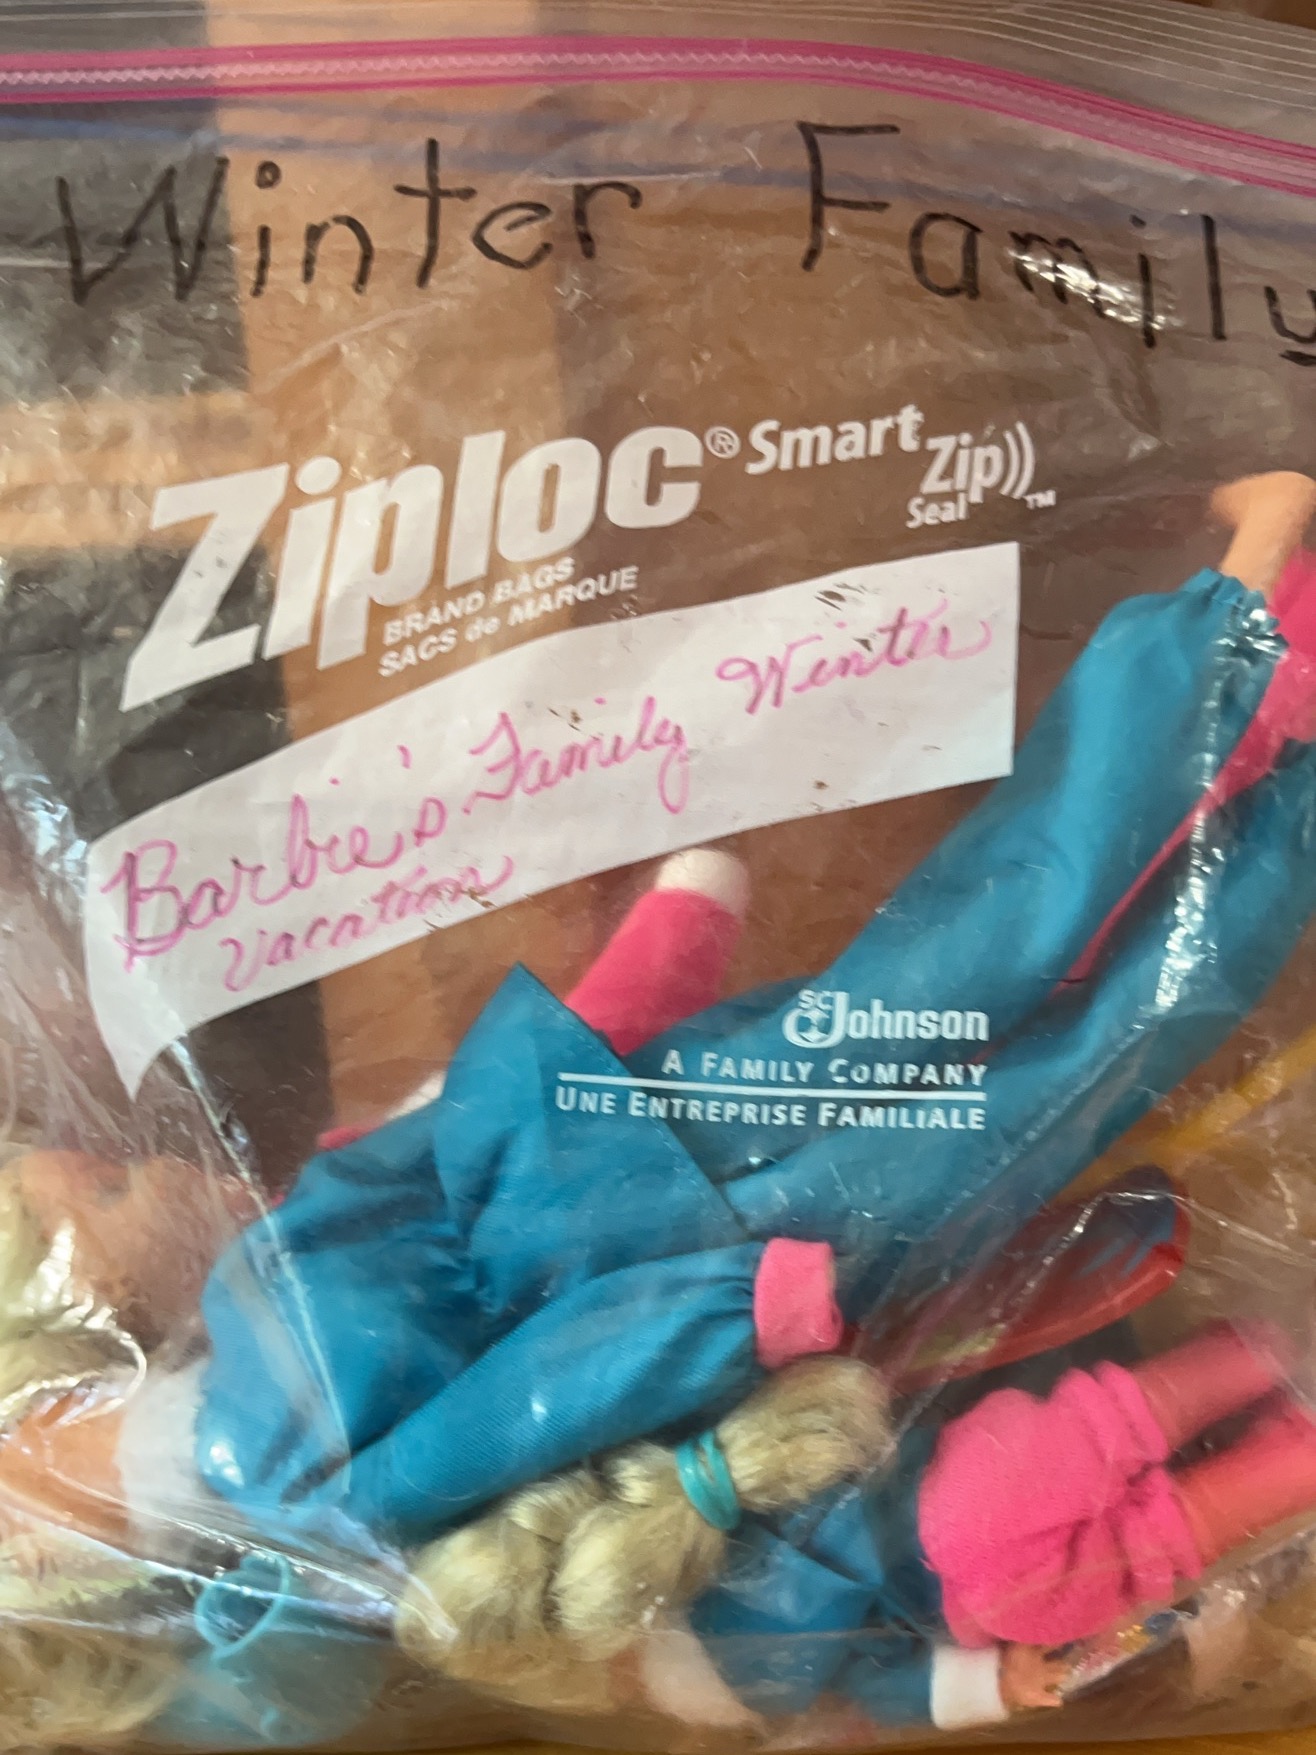 Winter Family
Ziploc® Smart Zip
Seal™
BRAND BAGS
SACS de MARQUE
Barbie's Family Winter
Vacation
SC Johnson
A FAMILY COMPANY
UNE ENTREPRISE FAMILIALE